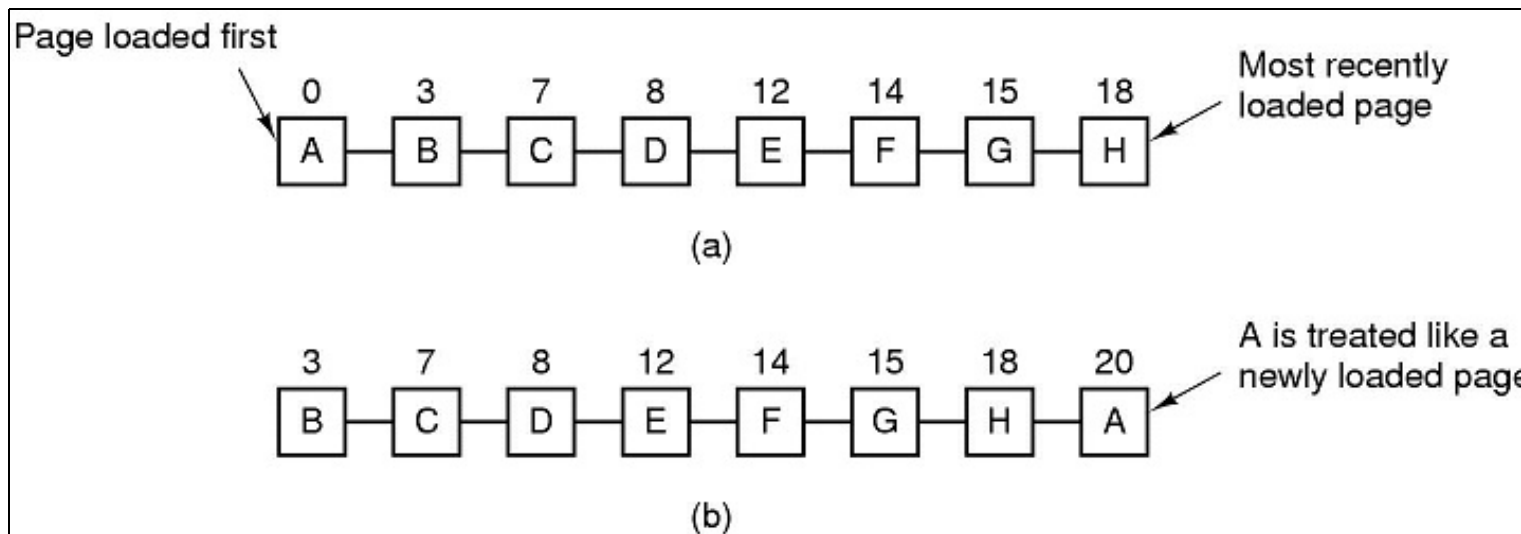 Page loaded first
Most recently
loaded page
0 3 7 8 12 14 15 18
A B C D E F G H
(a)
A is treated like a
newly loaded page
3 7 8 12 14 15 18 20
B C D E F G H A
(b)